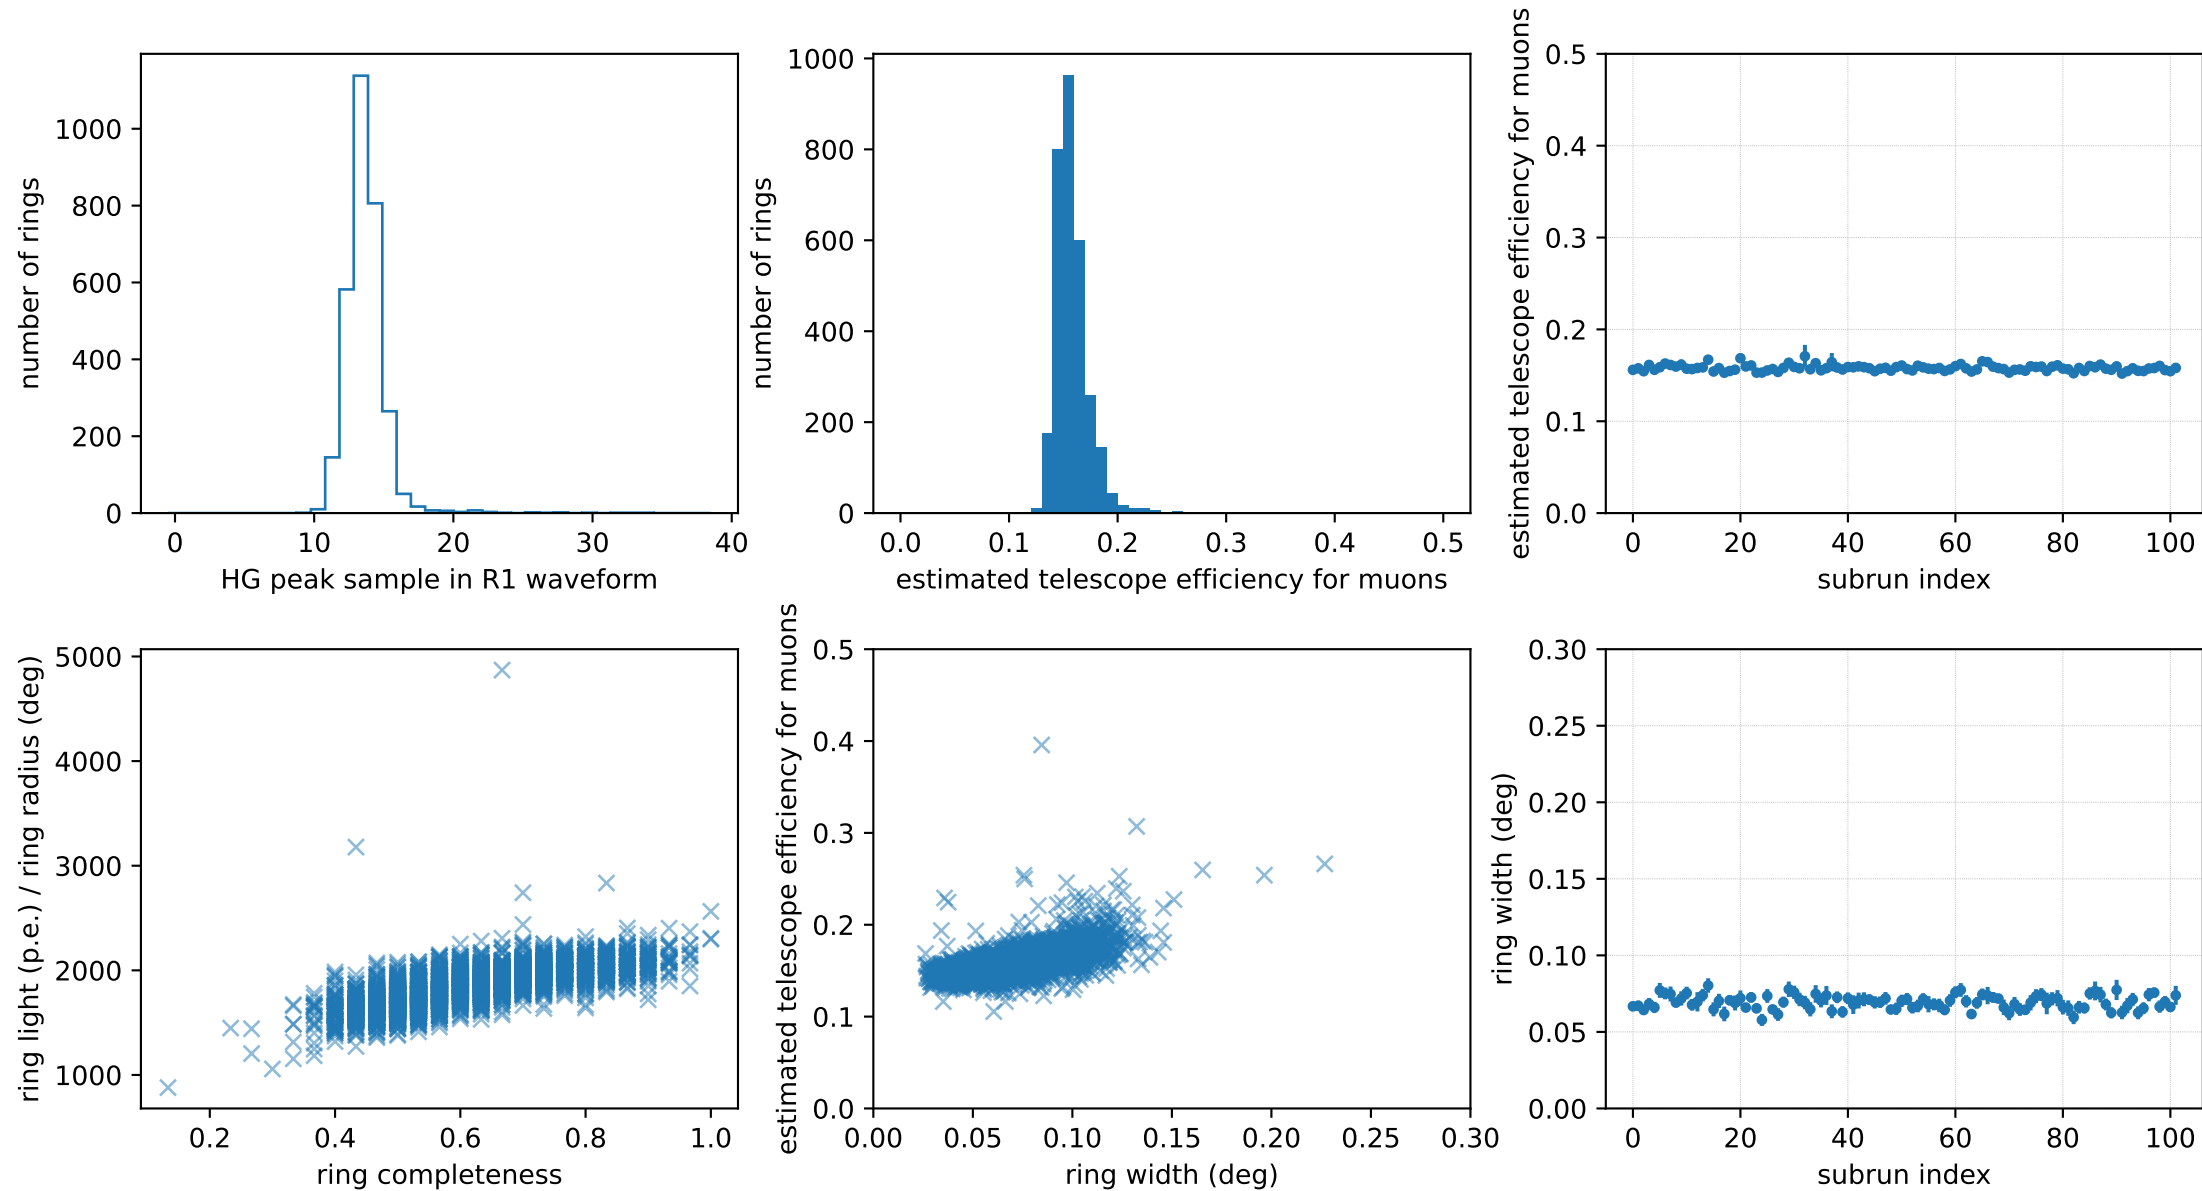 number of rings
1000
800
600
400
200
0
0 10 20 30 40
HG peak sample in R1 waveform
number of rings
1000
800
600
400
200
0
0.0 0.1 0.2 0.3 0.4 0.5
estimated telescope efficiency for muons
estimated telescope efficiency for muons
0.5
0.4
0.3
0.2
0.1
0.0
0 20 40 60 80 100
subrun index
ring light (p.e.) / ring radius (deg)
5000
4000
3000
2000
1000
0.2 0.4 0.6 0.8 1.0
ring completeness
estimated telescope efficiency for muons
0.5
0.4
0.3
0.2
0.1
0.0
0.00 0.05 0.10 0.15 0.20 0.25 0.30
ring width (deg)
ring width (deg)
0.30
0.25
0.20
0.15
0.10
0.05
0.00
0 20 40 60 80 100
subrun index